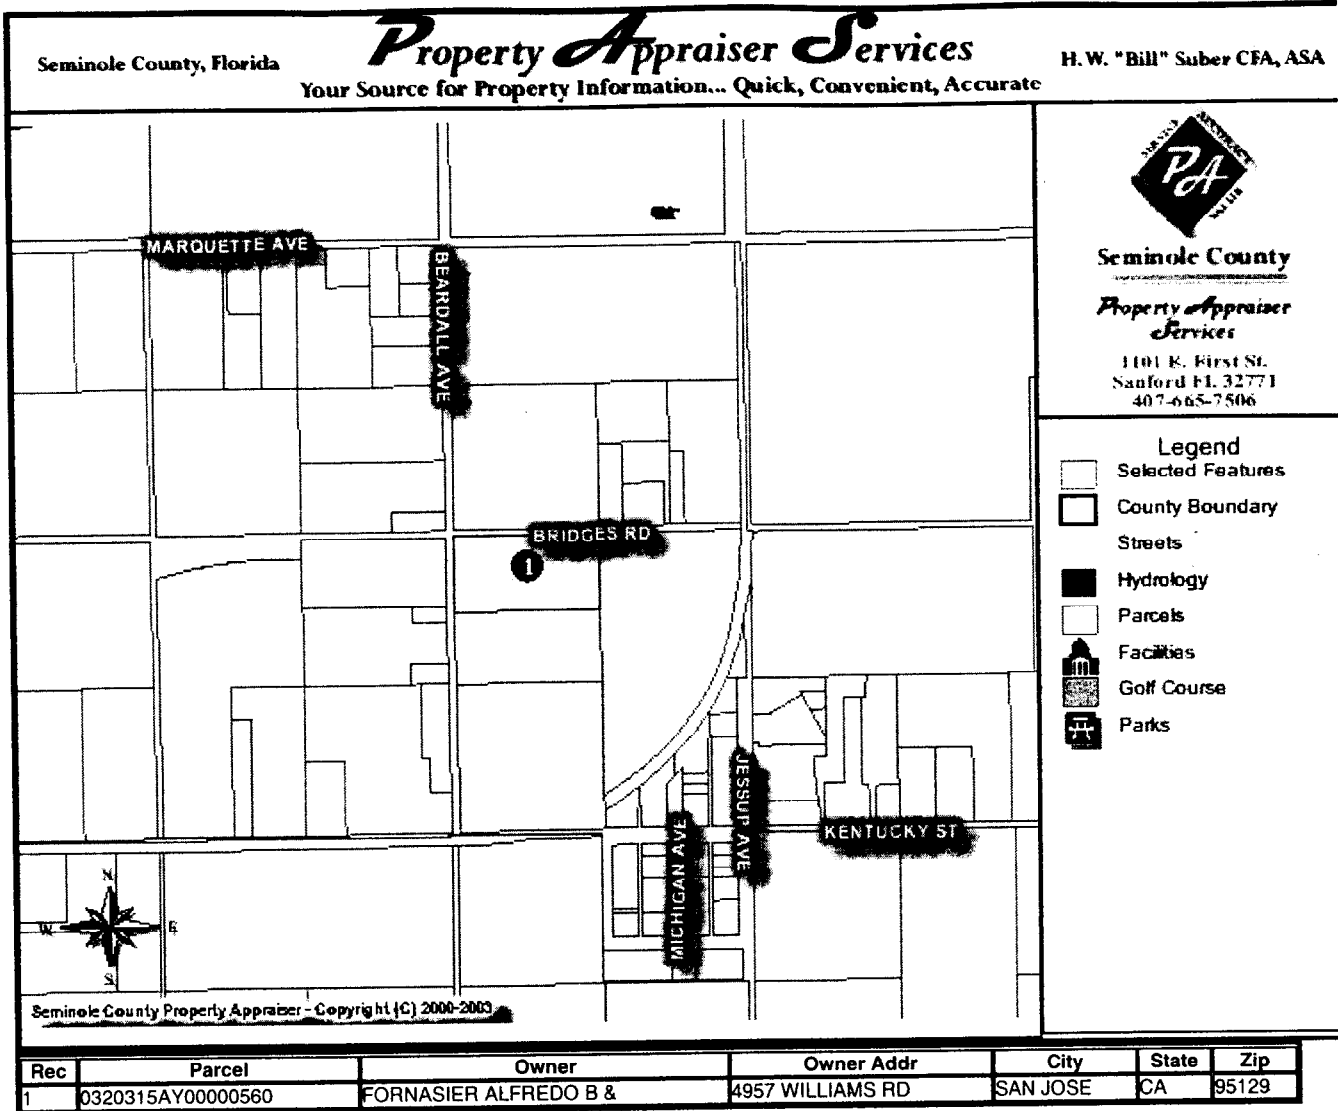 Seminole County, Florida
Property Appraiser Services
H.W. "Bill" Suber CFA, ASA
Your Source for Property Information... Quick, Convenient, Accurate
MARQUETTE AVE
BEARDALL AVE
BRIDGES RD
1
JESSUP AVE
MICHIGAN AVE
KENTUCKY ST
N
W
E
S
Seminole County Property Appraiser - Copyright (C) 2000-2003
PA
Seminole County
Property Appraiser
Services
1101 E. First St.
Sanford FL 32771
407-665-7506
Legend
Selected Features
County Boundary
Streets
Hydrology
Parcels
Facilities
Golf Course
Parks
Rec Parcel Owner Owner Addr City State Zip
1 0320315AY00000560 FORNASIER ALFREDO B & 4957 WILLIAMS RD SAN JOSE CA 95129